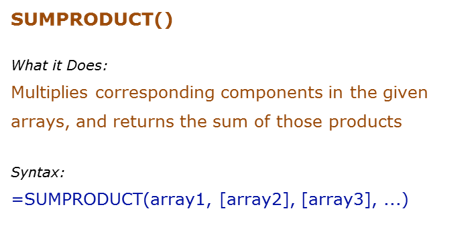 SUMPRODUCT()
What it Does:
Multiplies corresponding components in the given
arrays, and returns the sum of those products
Syntax:
=SUMPRODUCT(array1, [array2], [array3], ...)